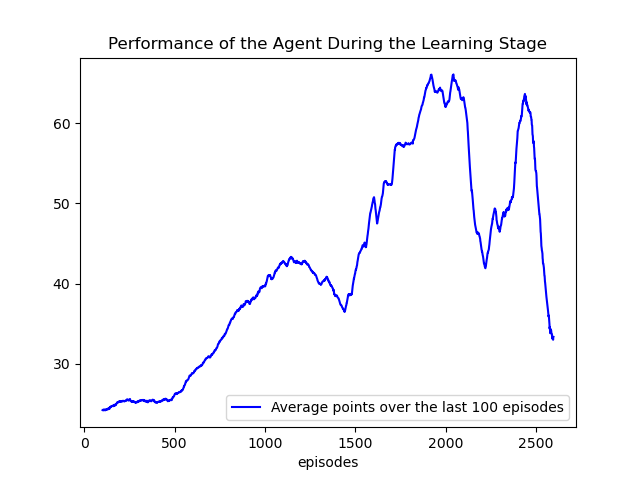 Performance of the Agent During the Learning Stage
60
50
40
30
Average points over the last 100 episodes
0 500 1000 1500 2000 2500
episodes